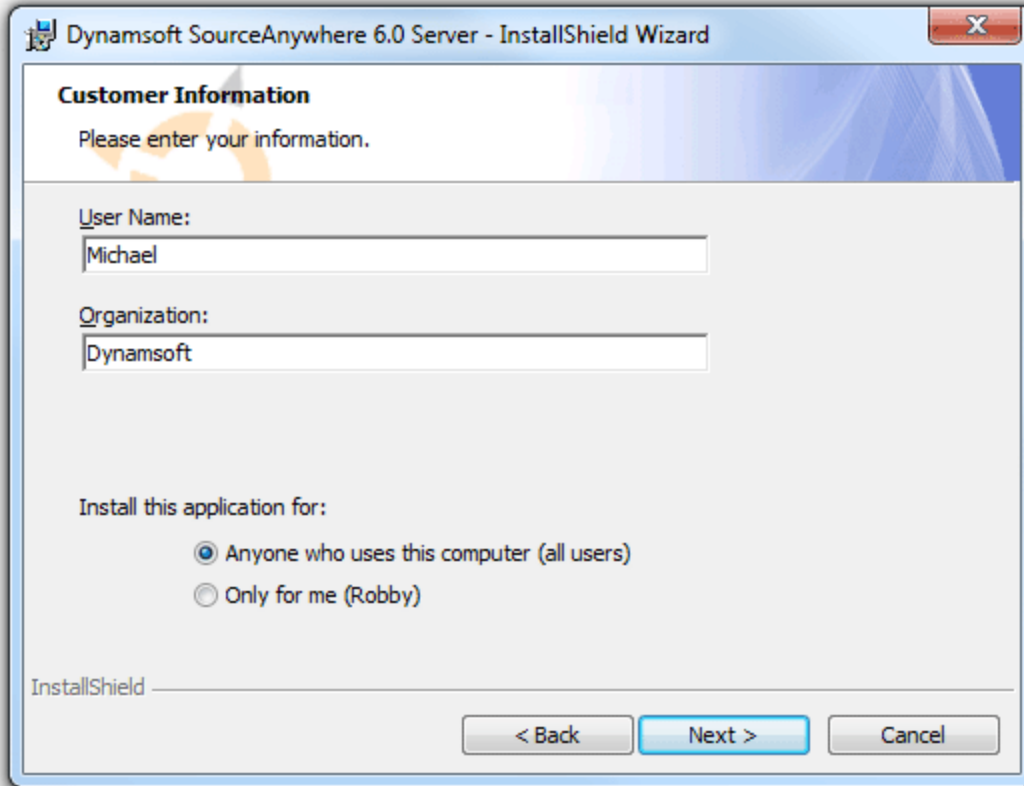 Dynamsoft SourceAnywhere 6.0 Server - InstallShield Wizard
Customer Information
Please enter your information.
User Name:
Michael
Organization:
Dynamsoft
Install this application for:
Anyone who uses this computer (all users)
Only for me (Robby)
InstallShield
< Back Next > Cancel